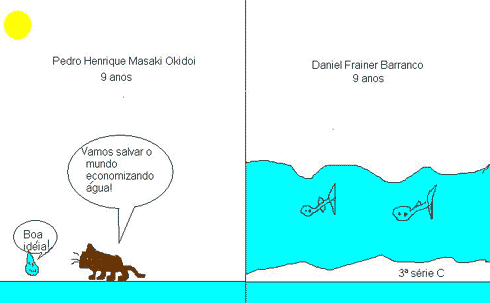 Pedro Henrique Masaki Okidoi
9 anos
Vamos salvar o
mundo
economizando
água!
Boa
idéia!
Daniel Frainer Barranco
9 anos
3ª série C